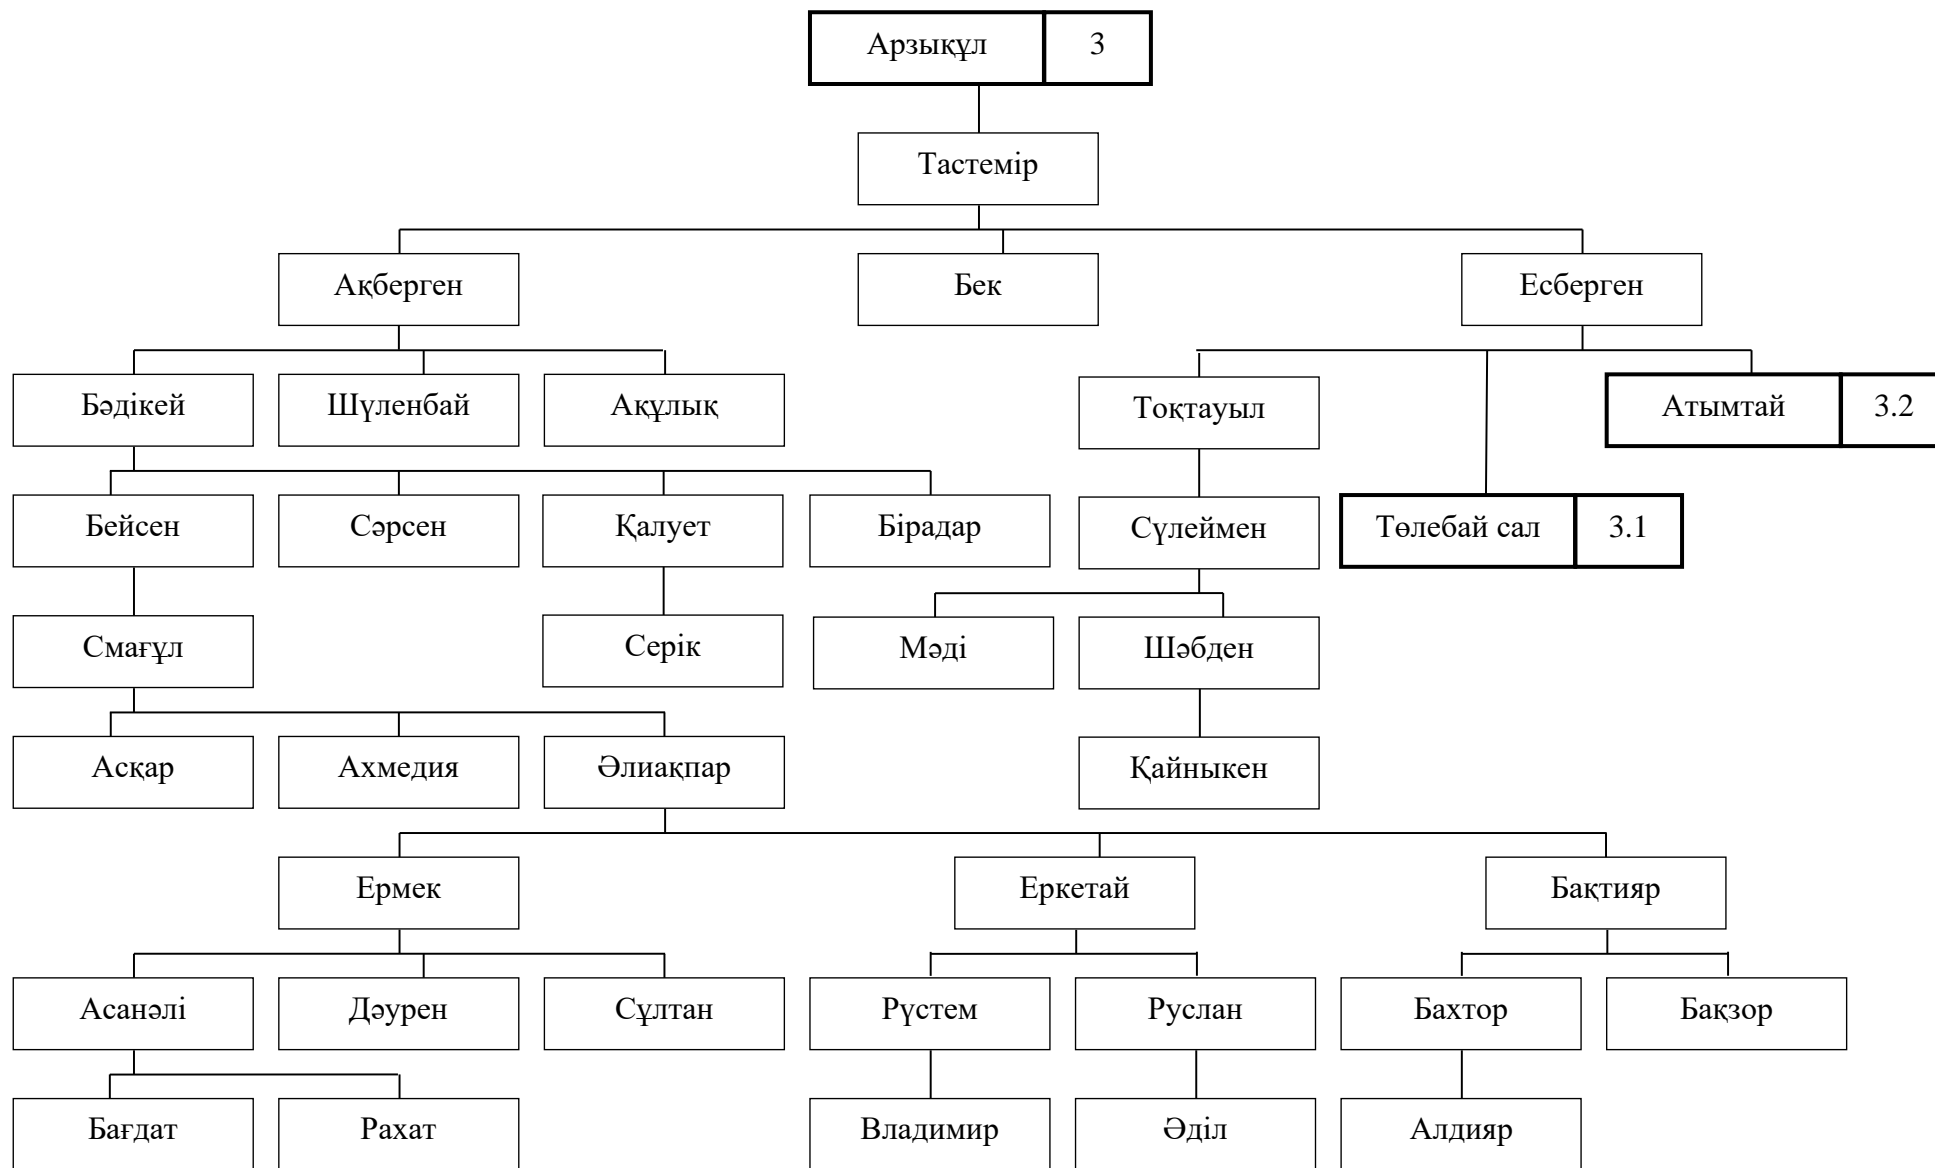 Арзықұл 3
Тастемір
Ақберген Бек Есберген
Бәдікей Шүленбай Ақұлық Тоқтауыл Атымтай 3.2
Бейсен Сәрсен Қалует Бірадар Сүлеймен Төлебай сал 3.1
Смағұл Серік Мәді Шәбден
Асқар Ахмедия Әлиақпар Қайныкен
Ермек Еркетай Бақтияр
Асанәлі Дәурен Сұлтан Рүстем Руслан Бахтор Бақзор
Бағдат Рахат Владимир Әділ Алдияр